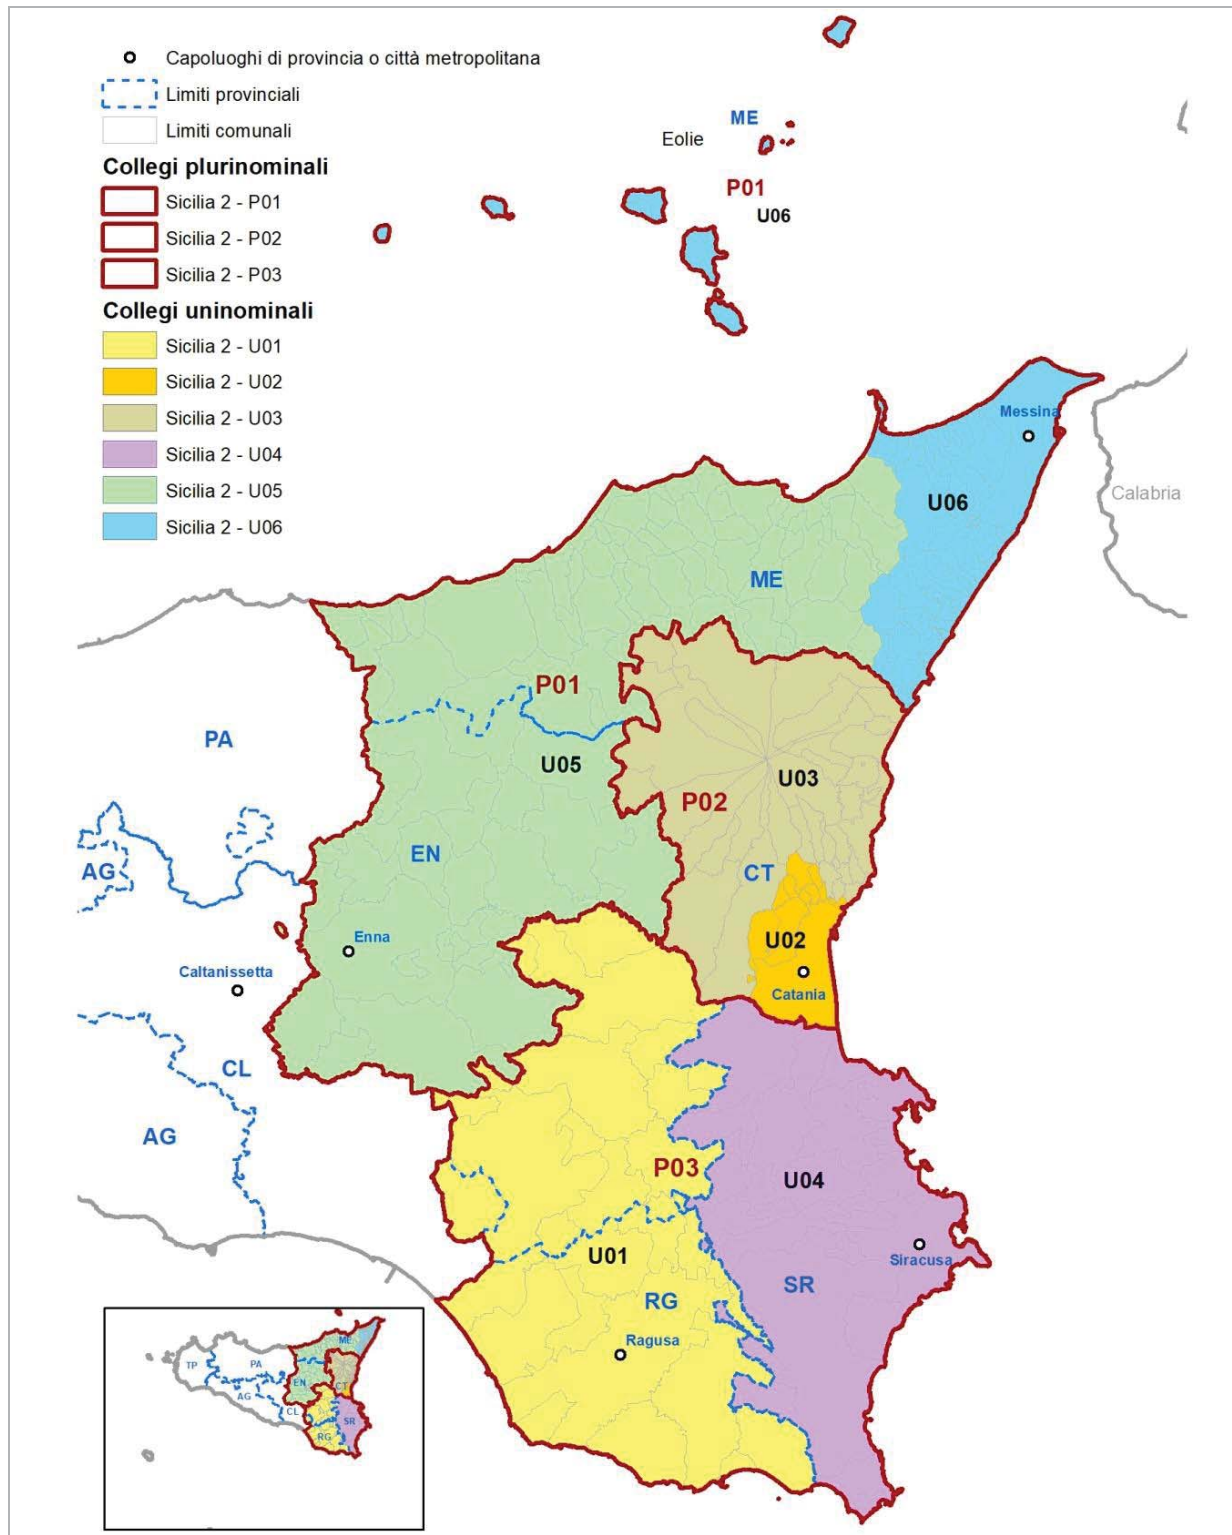 Capoluoghi di provincia o città metropolitana
Limiti provinciali
Limiti comunali
Collegi plurinominali
Sicilia 2 - P01
Sicilia 2 - P02
Sicilia 2 - P03
Collegi uninominali
Sicilia 2 - U01
Sicilia 2 - U02
Sicilia 2 - U03
Sicilia 2 - U04
Sicilia 2 - U05
Sicilia 2 - U06
ME
Eolie
P01
U06
Messina
Calabria
U06
ME
P01
PA
U05
U03
P02
EN
AG
CT
Enna
U02
Caltanissetta
Catania
CL
AG
P03
U04
U01
Siracusa
SR
RG
Ragusa
ME
TP
PA
EN
CT
AG
CL
SR
RG